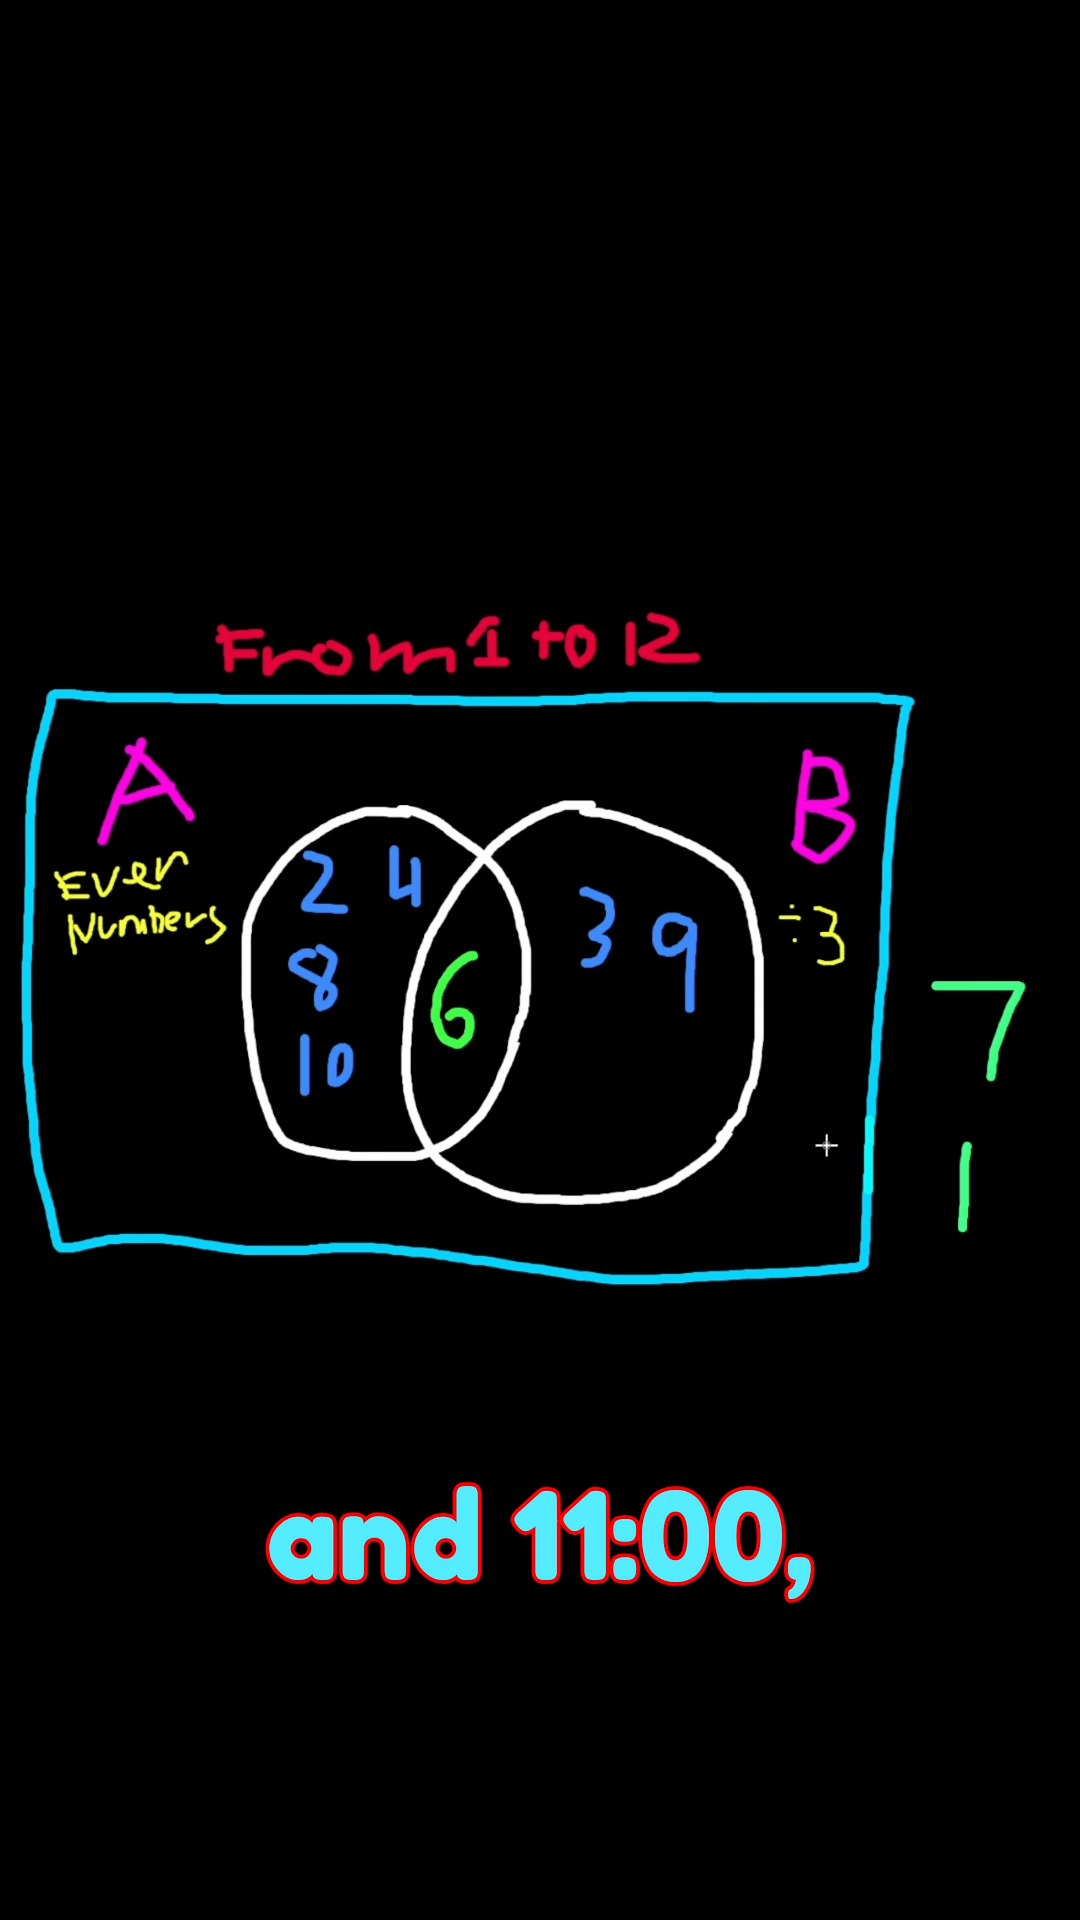 From 1 to 12
A
B
Even
Numbers
2 4
8
10
6
3 9
÷3
7
1
and 11:00,